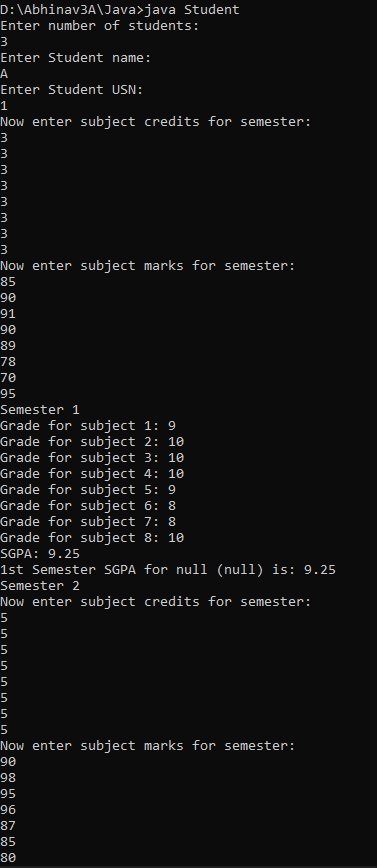 D:\Abhinav3A\Java>java Student
Enter number of students:
3
Enter Student name:
A
Enter Student USN:
1
Now enter subject credits for semester:
3
3
3
3
3
3
3
3
Now enter subject marks for semester:
85
90
91
90
89
78
70
95
Semester 1
Grade for subject 1: 9
Grade for subject 2: 10
Grade for subject 3: 10
Grade for subject 4: 10
Grade for subject 5: 9
Grade for subject 6: 8
Grade for subject 7: 8
Grade for subject 8: 10
SGPA: 9.25
1st Semester SGPA for null (null) is: 9.25
Semester 2
Now enter subject credits for semester:
5
5
5
5
5
5
5
5
Now enter subject marks for semester:
90
98
95
96
87
85
80